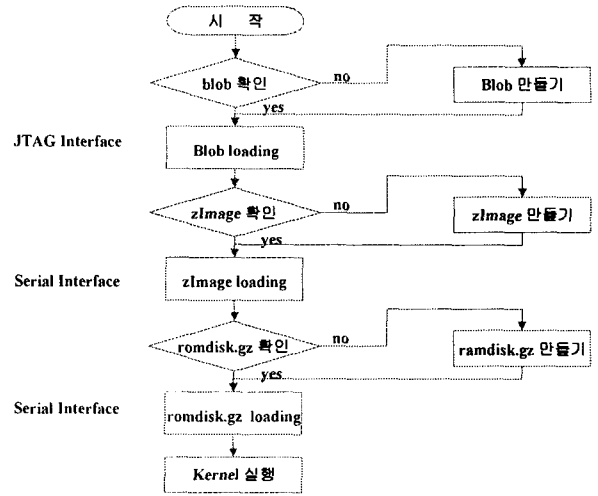 시 작
blob 확인
no
Blob 만들기
yes
JTAG Interface
Blob loading
zImage 확인
no
zImage 만들기
yes
Serial Interface
zImage loading
romdisk.gz 확인
no
ramdisk.gz 만들기
yes
Serial Interface
romdisk.gz loading
Kernel 실행